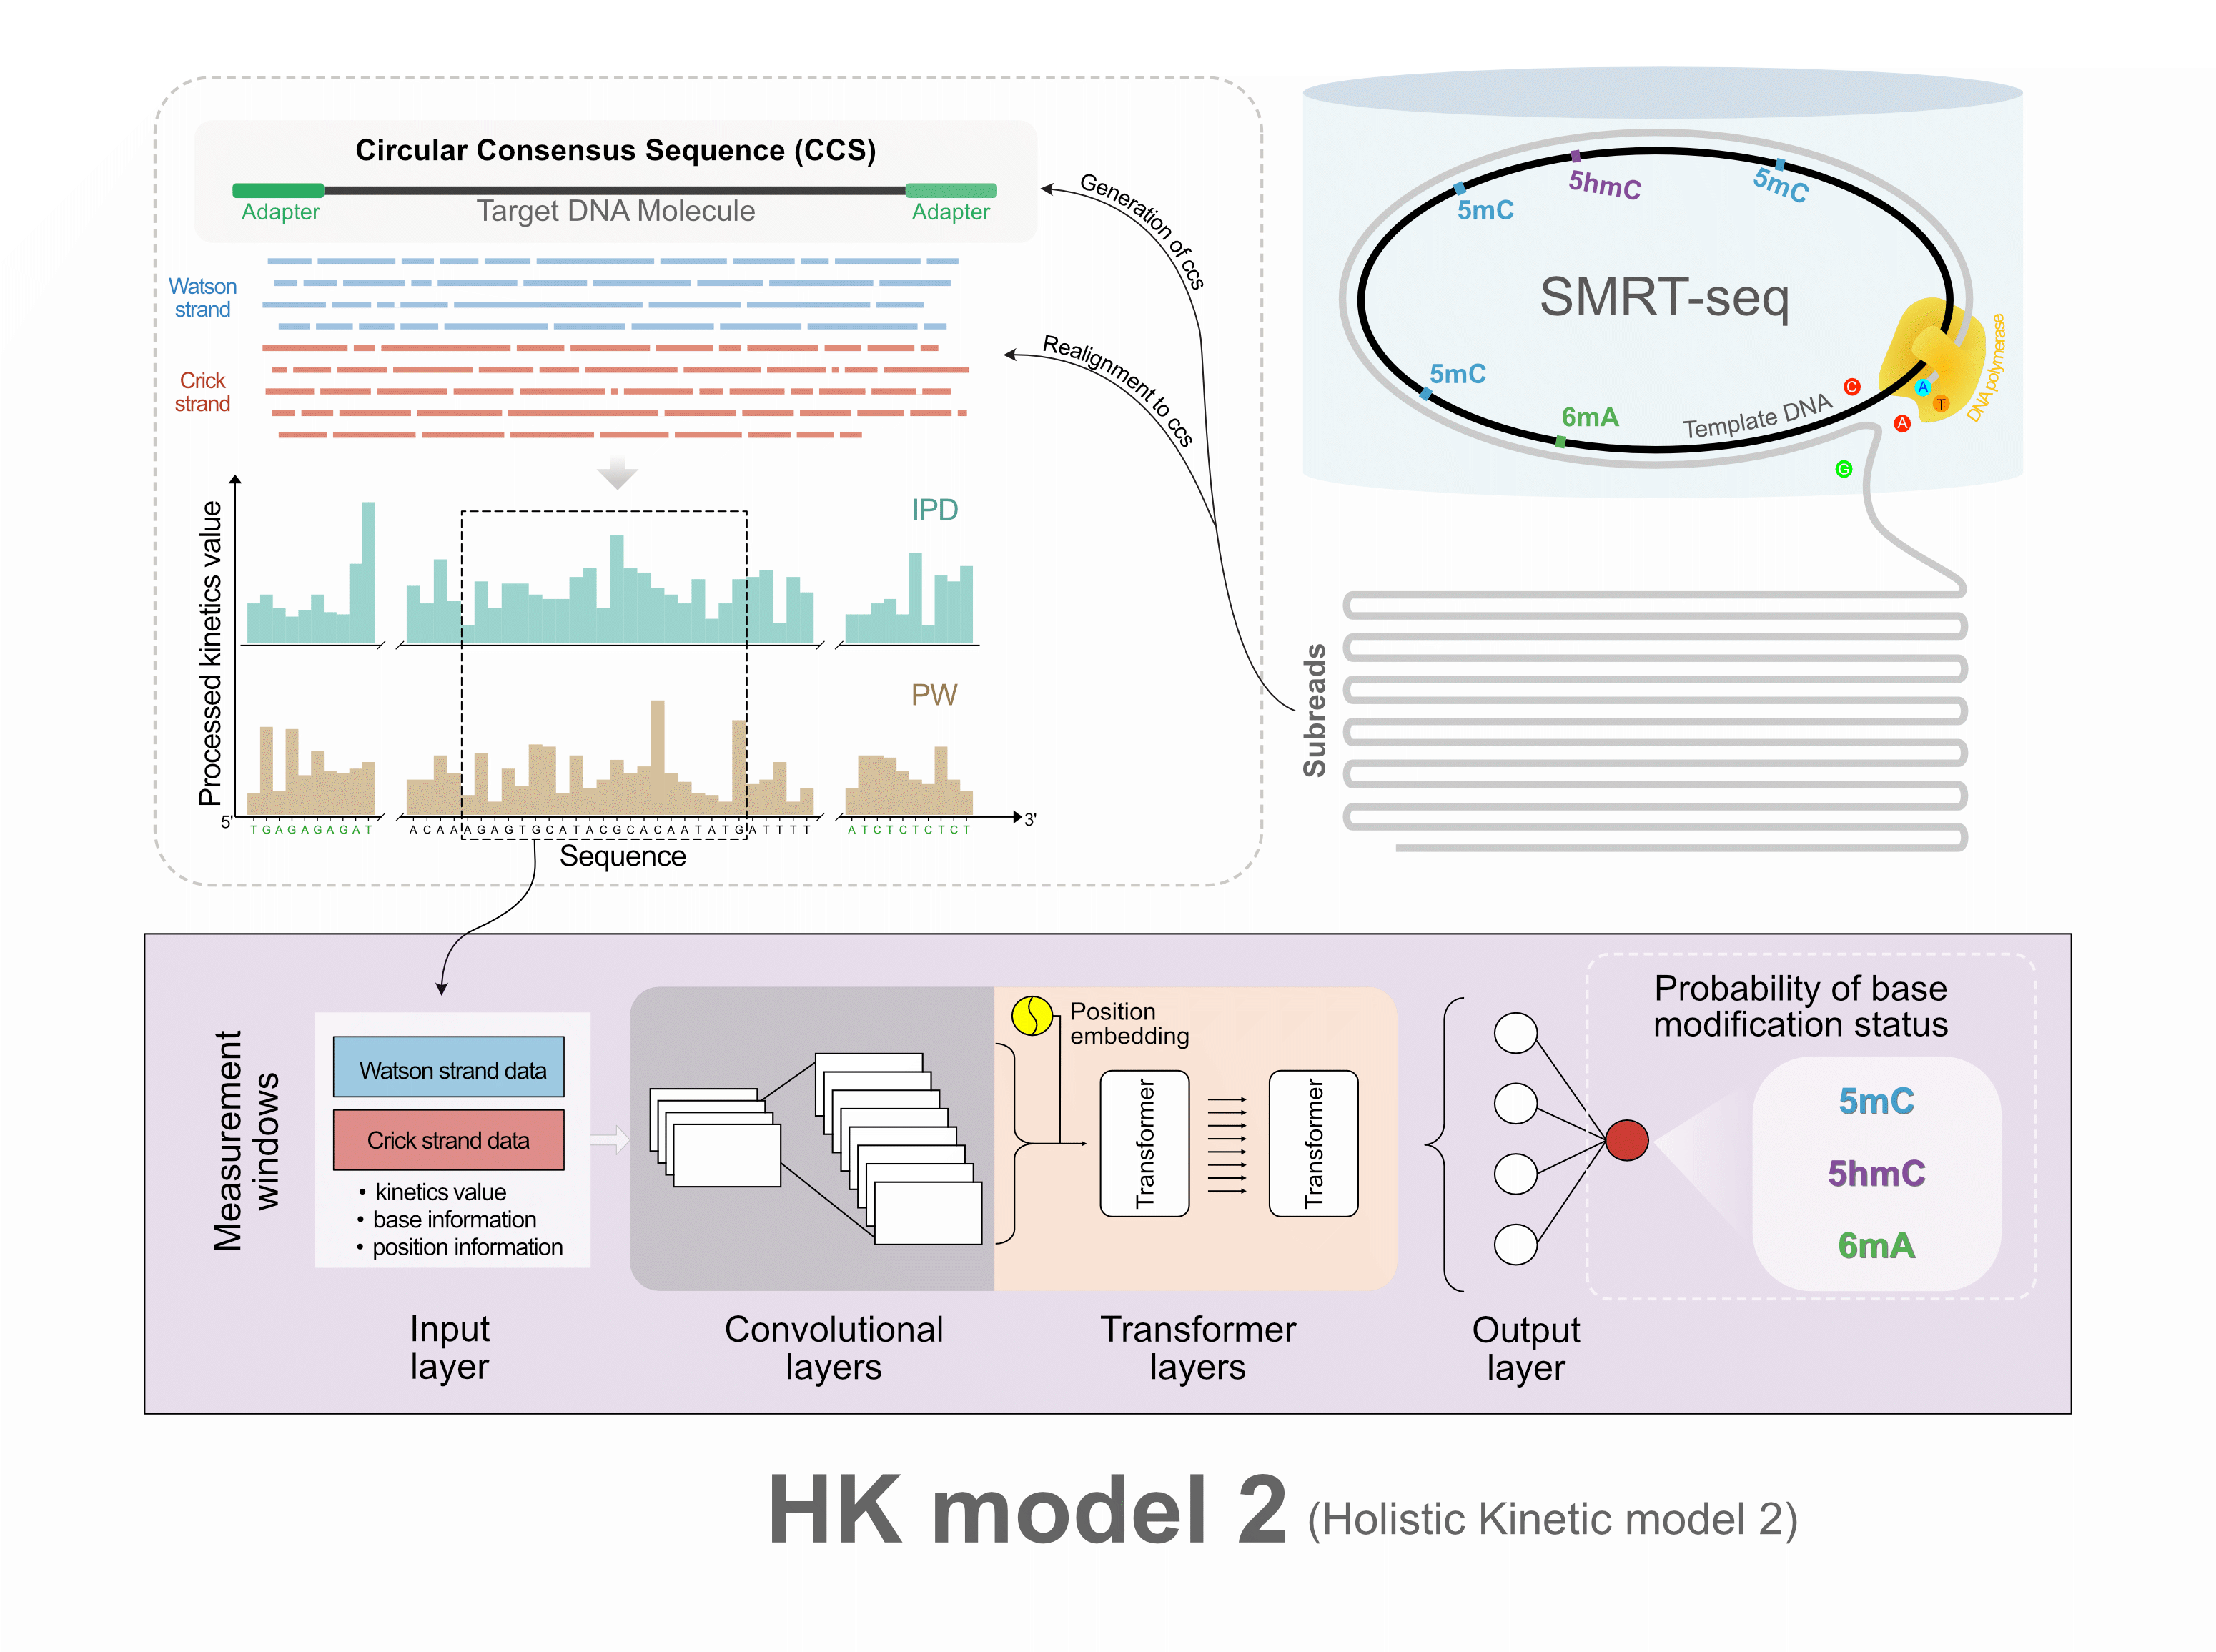 Circular Consensus Sequence (CCS)
Adapter
Target DNA Molecule
Adapter
Watson
strand
Crick
strand
Generation of ccs
Realignment to ccs
Processed kinetics value
IPD
PW
5'
T G A G A G A G A T
A C A A A G A G T G C A T A C G C A C A A T A T G A T T T T
A T C T C T C T C T
3'
Sequence
5mC
5hmC
5mC
SMRT-seq
5mC
6mA
Template DNA
C
A
T
A
G
DNA polymerase
Subreads
Measurement
windows
Watson strand data
Crick strand data
• kinetics value
• base information
• position information
Position
embedding
Transformer
Transformer
Probability of base
modification status
5mC
5hmC
6mA
Input
layer
Convolutional
layers
Transformer
layers
Output
layer
HK model 2 (Holistic Kinetic model 2)